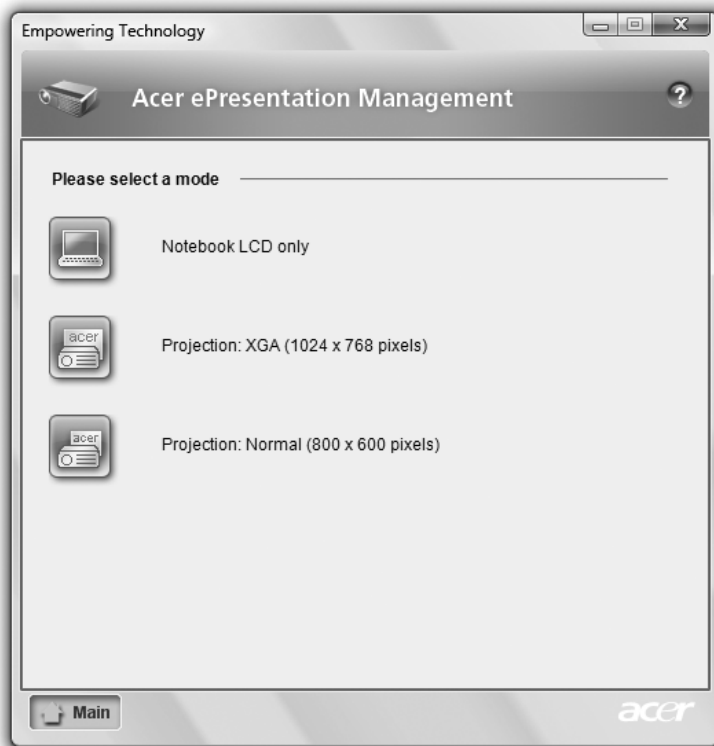 Empowering Technology
Acer ePresentation Management
?
Please select a mode
Notebook LCD only
acer
Projection: XGA (1024 x 768 pixels)
acer
Projection: Normal (800 x 600 pixels)
Main
acer